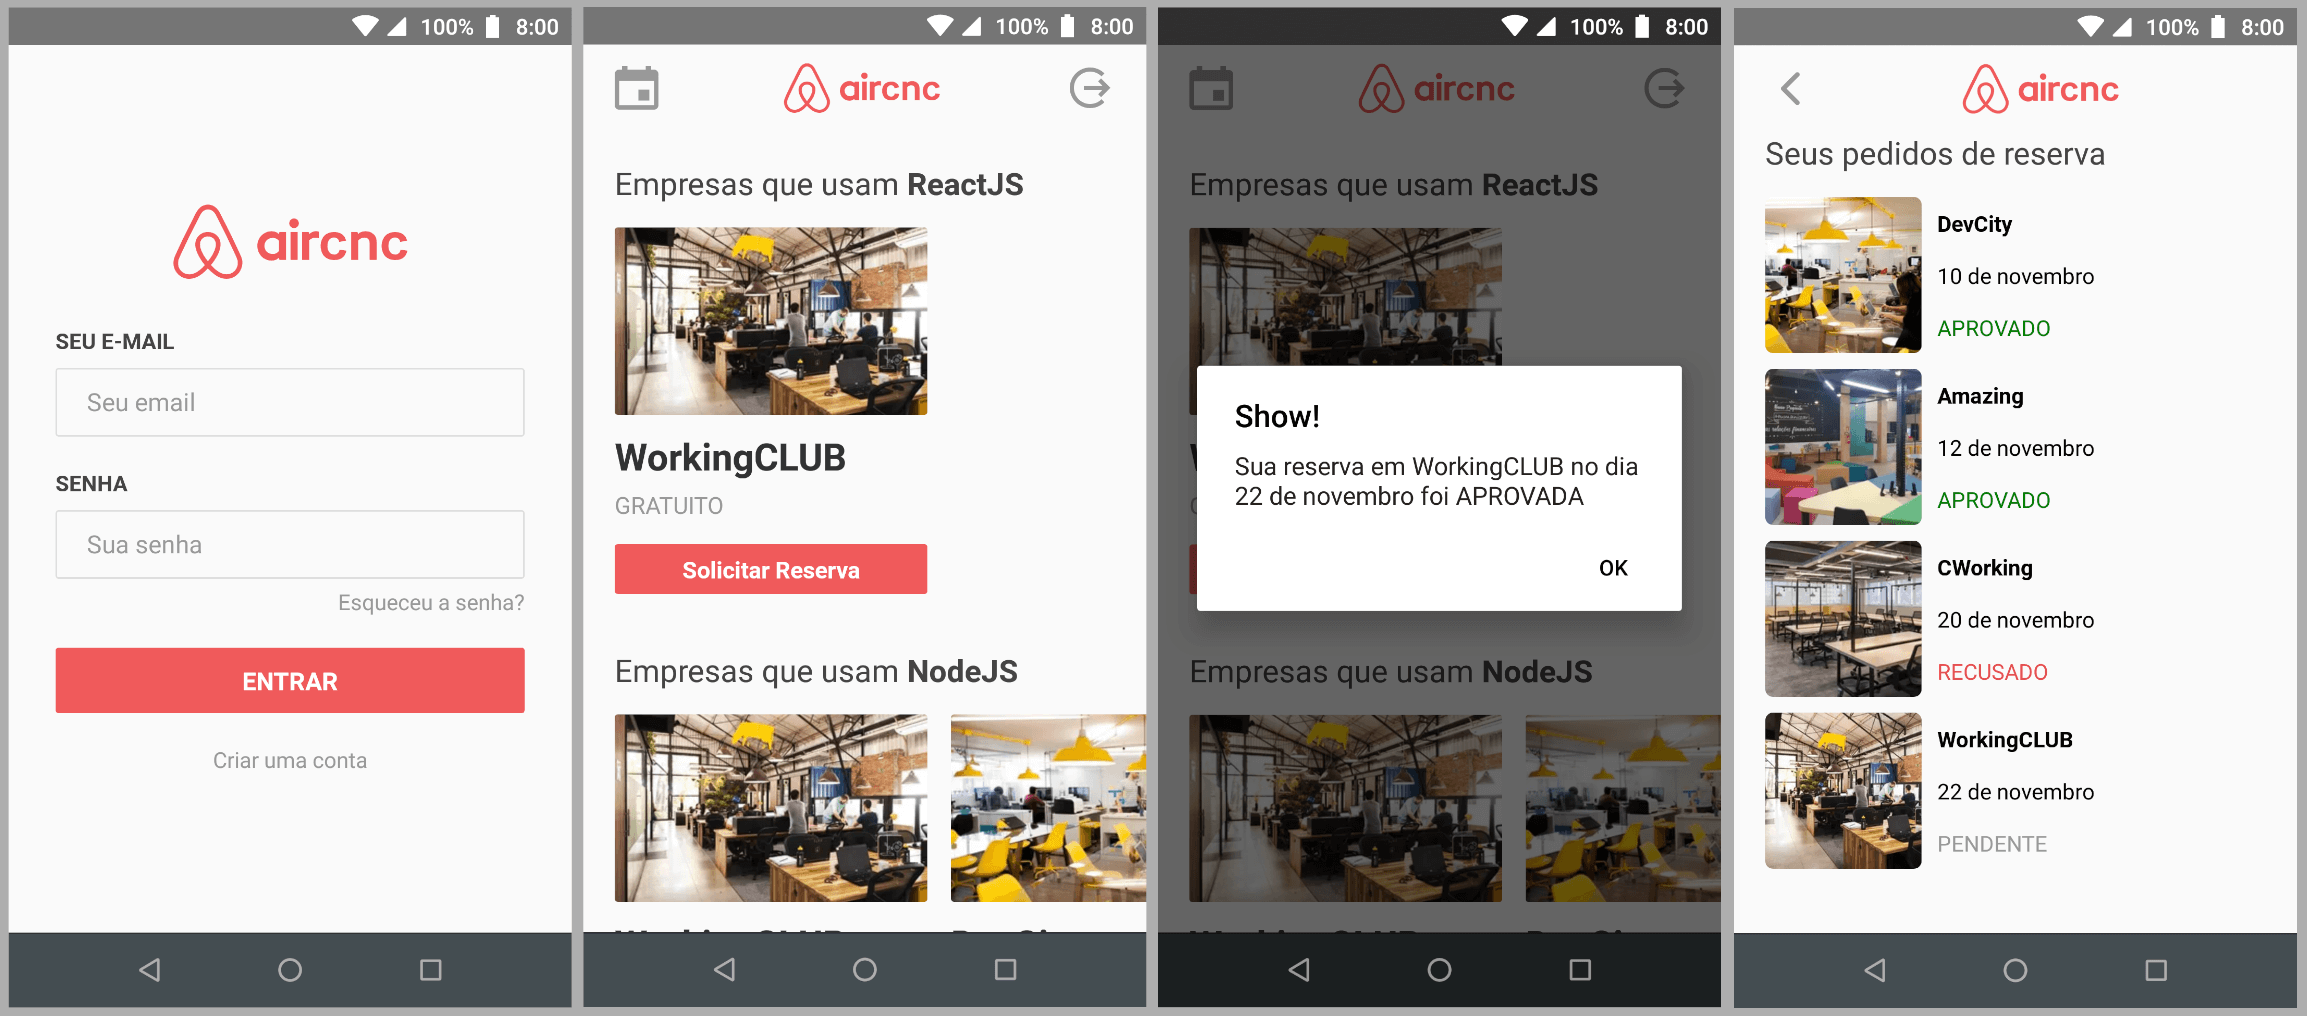 100% 8:00
aircnc
SEU E-MAIL
Seu email
SENHA
Sua senha
Esqueceu a senha?
ENTRAR
Criar uma conta
100% 8:00
aircnc
Empresas que usam ReactJS
WorkingCLUB
GRATUITO
Solicitar Reserva
Empresas que usam NodeJS
100% 8:00
aircnc
Empresas que usam ReactJS
Show!
Sua reserva em WorkingCLUB no dia
22 de novembro foi APROVADA
OK
Empresas que usam NodeJS
100% 8:00
aircnc
Seus pedidos de reserva
DevCity
10 de novembro
APROVADO
Amazing
12 de novembro
APROVADO
CWorking
20 de novembro
RECUSADO
WorkingCLUB
22 de novembro
PENDENTE